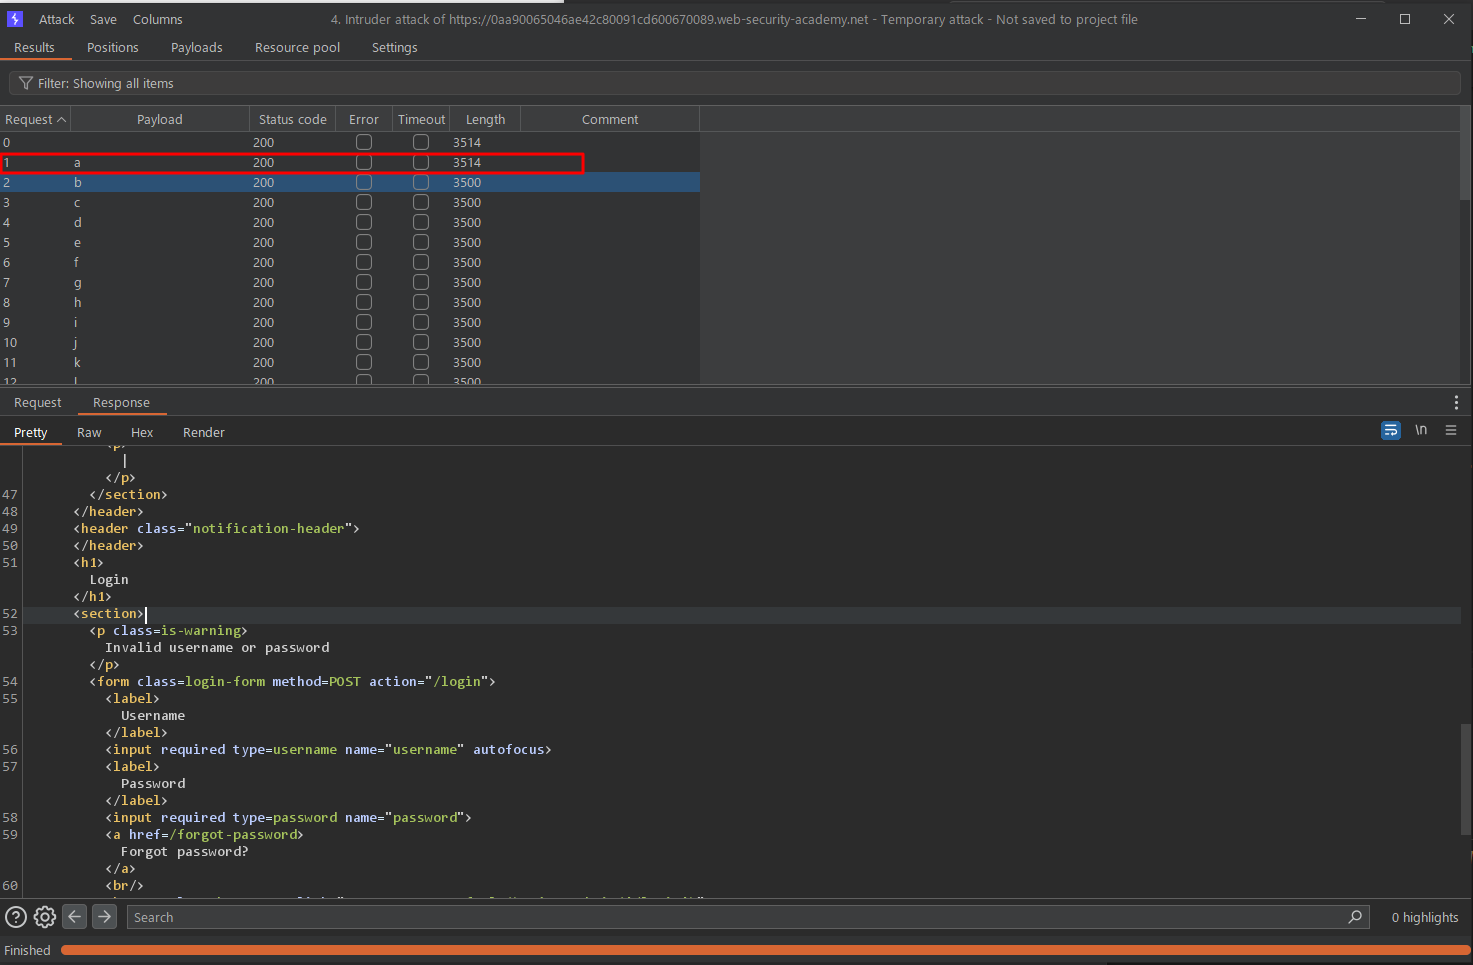 Attack Save Columns 4. Intruder attack of https://0aa90065046ae42c80091cd600670089.web-security-academy.net - Temporary attack - Not saved to project file
Results Positions Payloads Resource pool Settings
Filter: Showing all items
Request Payload Status code Error Timeout Length Comment
0 200 3514
1 a 200 3514
2 b 200 3500
3 c 200 3500
4 d 200 3500
5 e 200 3500
6 f 200 3500
7 g 200 3500
8 h 200 3500
9 i 200 3500
10 j 200 3500
11 k 200 3500
12 l 200 3500
Request Response
Pretty Raw Hex Render \n
<p>
|
</p>
47 </section>
48 </header>
49 <header class="notification-header">
50 </header>
51 <h1>
Login
</h1>
52 <section>
53 <p class=is-warning>
Invalid username or password
</p>
54 <form class=login-form method=POST action="/login">
55 <label>
Username
</label>
56 <input required type=username name="username" autofocus>
57 <label>
Password
</label>
58 <input required type=password name="password">
59 <a href=/forgot-password>
Forgot password?
</a>
60 <br/>
Search 0 highlights
Finished